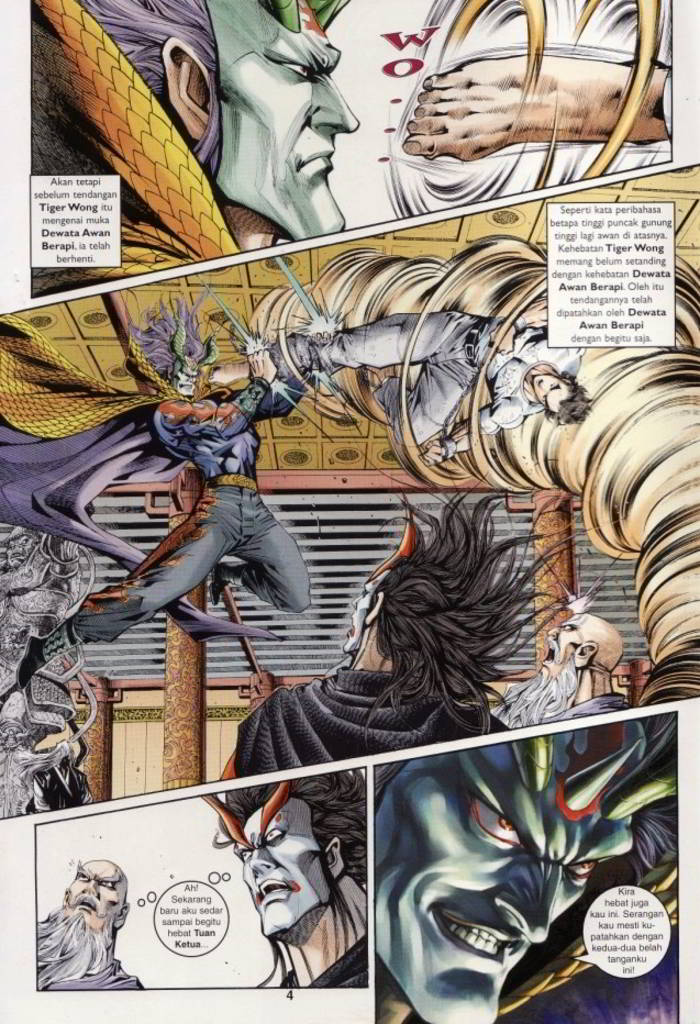 WO...
Akan tetapi
sebelum tendangan
Tiger Wong itu
mengenai muka
Dewata Awan
Berapi, ia telah
berhenti.
Seperti kata peribahasa
betapa tinggi puncak gunung
tinggi lagi awan di atasnya.
Kehebatan Tiger Wong
memang belum setanding
dengan kehebatan Dewata
Awan Berapi. Oleh itu
tendangannya telah
dipatahkan oleh Dewata
Awan Berapi
dengan begitu saja.
Ah!
Sekarang
baru aku sedar
sampai begitu
hebat Tuan
Ketua...
Kira
hebat juga
kau ini. Serangan
kau mesti ku-
patahkan dengan
kedua-dua belah
tanganku
ini!
4